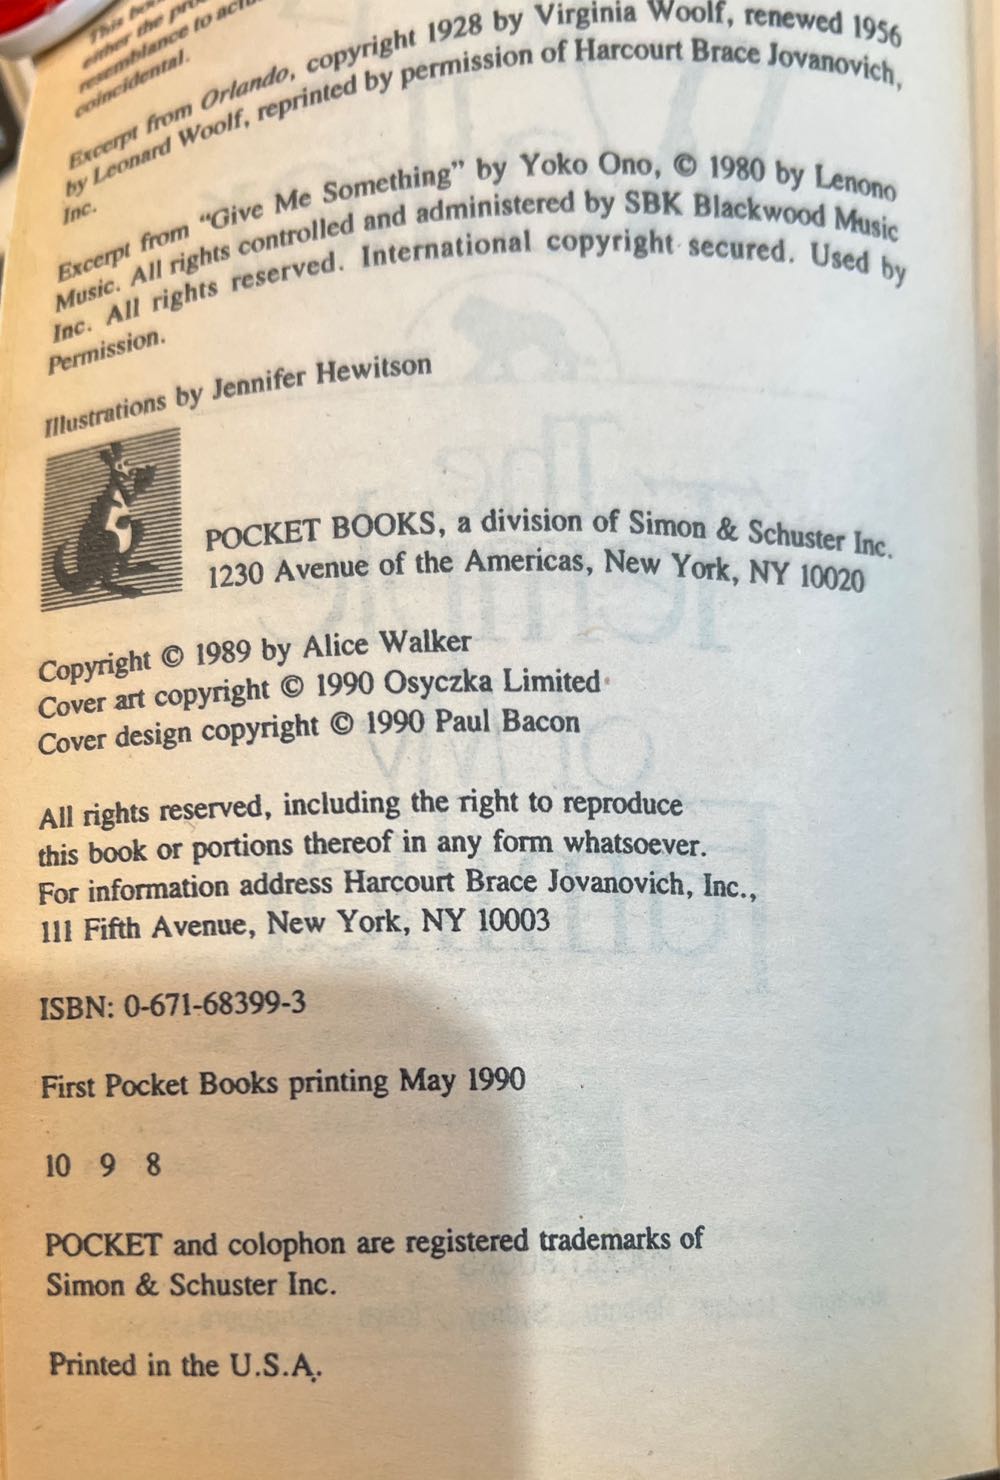 This
either the
resemblance to
coincidental.
Excerpt from Orlando, copyright 1928 by Virginia Woolf, renewed 1956
by Leonard Woolf, reprinted by permission of Harcourt Brace Jovanovich,
Inc.
Excerpt from “Give Me Something” by Yoko Ono, © 1980 by Lenono
Music. All rights controlled and administered by SBK Blackwood Music
Inc. All rights reserved. International copyright secured. Used by
Permission.
Illustrations by Jennifer Hewitson
POCKET BOOKS, a division of Simon & Schuster Inc.
1230 Avenue of the Americas, New York, NY 10020
Copyright © 1989 by Alice Walker
Cover art copyright © 1990 Osyczka Limited
Cover design copyright © 1990 Paul Bacon
All rights reserved, including the right to reproduce
this book or portions thereof in any form whatsoever.
For information address Harcourt Brace Jovanovich, Inc.,
111 Fifth Avenue, New York, NY 10003
ISBN: 0-671-68399-3
First Pocket Books printing May 1990
10 9 8
POCKET and colophon are registered trademarks of
Simon & Schuster Inc.
Printed in the U.S.A.